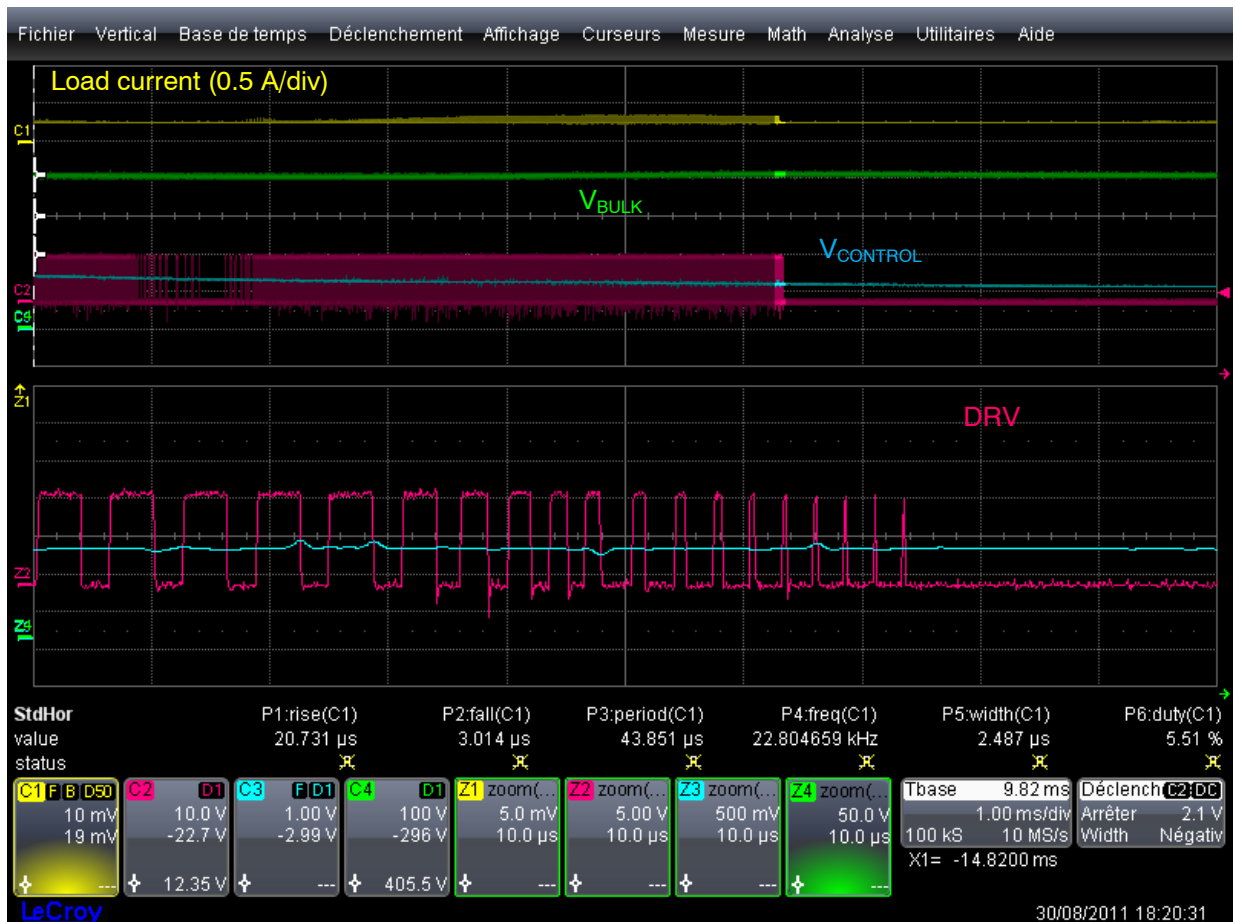 Fichier Vertical Base de temps Déclenchement Affichage Curseurs Mesure Math Analyse Utilitaires Aide
Load current (0.5 A/div)
C1
VBULK
VCONTROL
C2
Z1
DRV
Z2
StdHor P1:rise(C1) P2:fall(C1) P3:period(C1) P4:freq(C1) P5:width(C1) P6:duty(C1)
value 20.731 µs 3.014 µs 43.851 µs 22.804659 kHz 2.487 µs 5.51 %
status
C1 F B D50 C2 D1 C3 F D1 C4 D1 Z1 zoom(... Z2 zoom(... Z3 zoom(... Z4 zoom(... Tbase 9.82 ms Déclench C2 DC
10 mV 10.0 V 1.00 V 100 V 5.0 mV 5.00 V 500 mV 50.0 V 1.00 ms/div Arrêter 2.1 V
19 mV -22.7 V -2.99 V -296 V 10.0 µs 10.0 µs 10.0 µs 10.0 µs 100 kS 10 MS/s Width Négativ
X1= -14.8200 ms
--- 12.35 V --- 405.5 V --- --- --- ---
LeCroy 30/08/2011 18:20:31